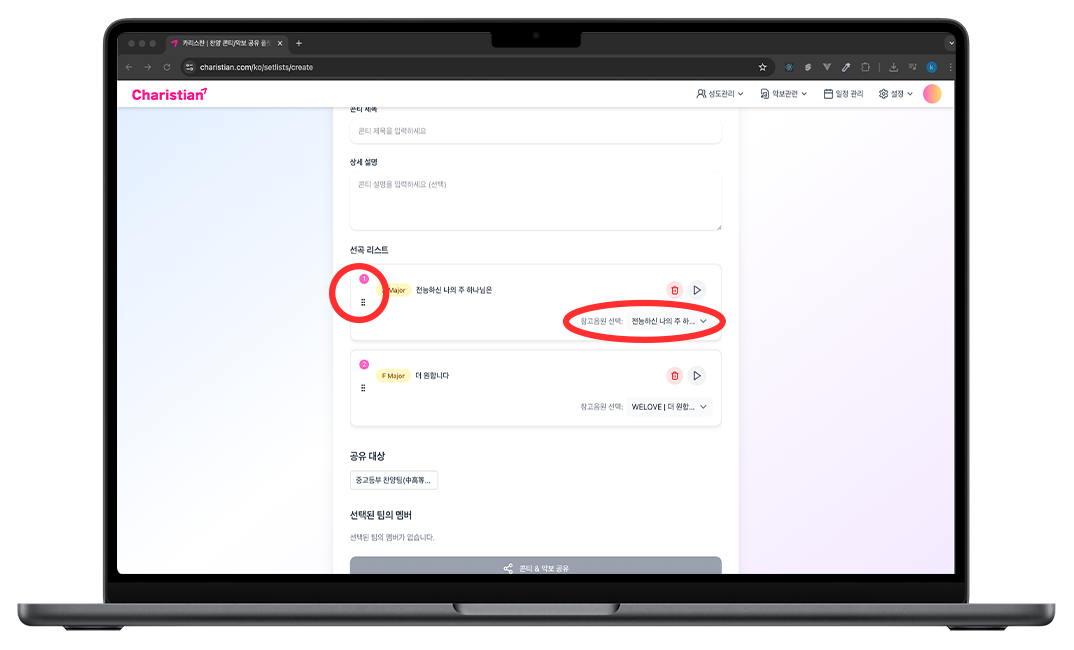 카리스찬 | 찬양 콘티/악보 공유 플
charistian.com/ko/setlists/create
k
Charistian
성도관리
악보관련
일정 관리
설정
콘티 제목
콘티 제목을 입력하세요
상세 설명
콘티 설명을 입력하세요 (선택)
선곡 리스트
1
Major 전능하신 나의 주 하나님은
참고음원 선택: 전능하신 나의 주 하...
2
F Major 더 원합니다
참고음원 선택: WELOVE | 더 원합...
공유 대상
중고등부 찬양팀(中高等...
선택된 팀의 멤버
선택된 팀의 멤버가 없습니다.
콘티 & 악보 공유